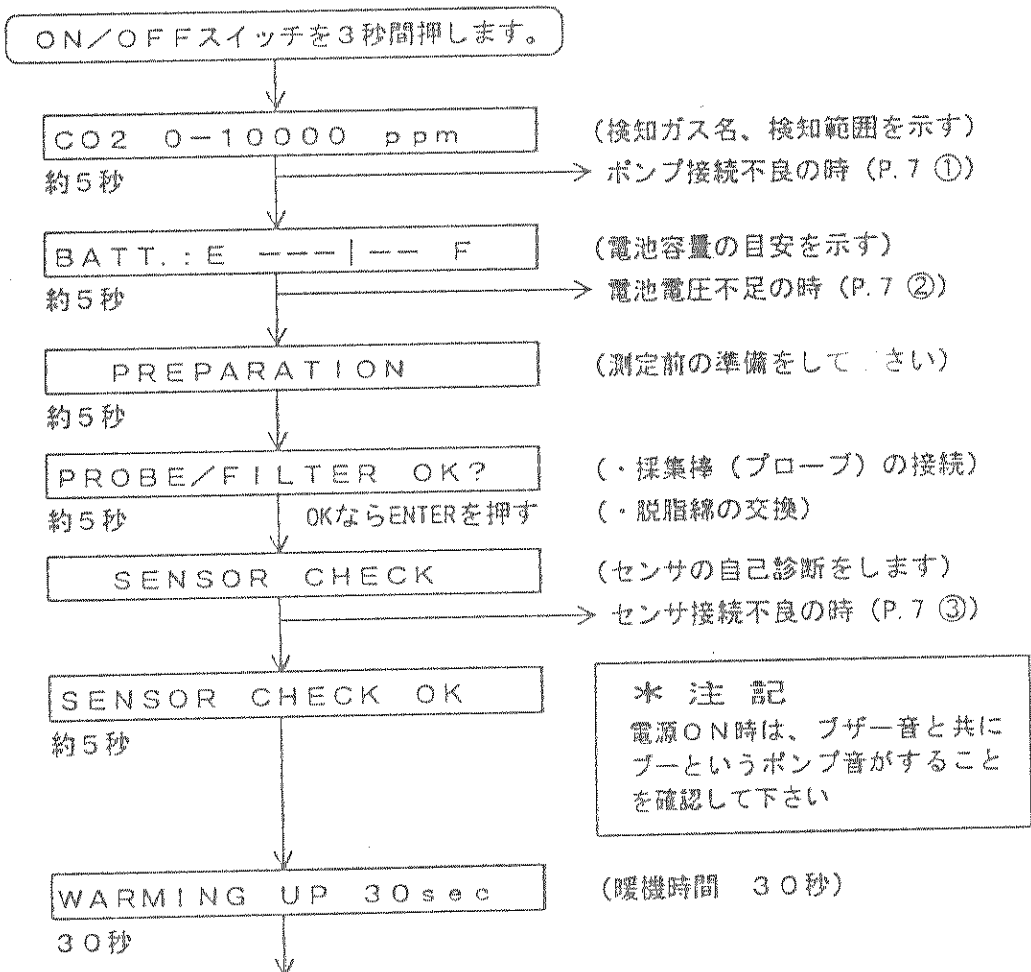 ON/OFFスイッチを3秒間押します。
CO2 0-10000 ppm
(検知ガス名、検知範囲を示す)
約5秒
ポンプ接続不良の時 (P.7 ①)
BATT.:E ---|-- F
(電池容量の目安を示す)
約5秒
電池電圧不足の時 (P.7 ②)
PREPARATION
(測定前の準備をして さい)
約5秒
PROBE/FILTER OK?
(・採集棒(プローブ)の接続)
約5秒
OKならENTERを押す
(・脱脂綿の交換)
SENSOR CHECK
(センサの自己診断をします)
センサ接続不良の時 (P.7 ③)
SENSOR CHECK OK
約5秒
* 注 記
電源ON時は、ブザー音と共に
ブーというポンプ音がすること
を確認して下さい
WARMING UP 30sec
(暖機時間 30秒)
30秒